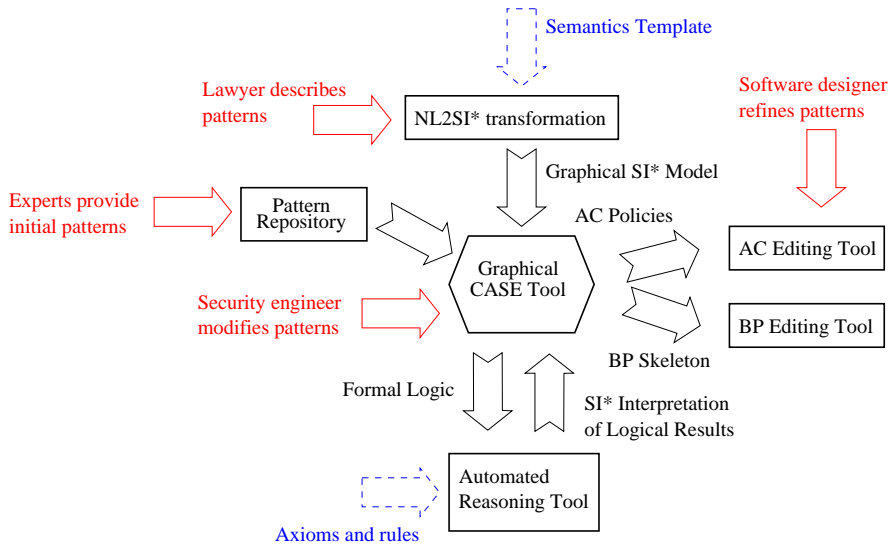 Semantics Template
Lawyer describes
patterns
NL2SI* transformation
Software designer
refines patterns
Graphical SI* Model
Experts provide
initial patterns
Pattern
Repository
AC Policies
AC Editing Tool
Graphical
CASE Tool
Security engineer
modifies patterns
BP Editing Tool
BP Skeleton
Formal Logic
SI* Interpretation
of Logical Results
Automated
Reasoning Tool
Axioms and rules